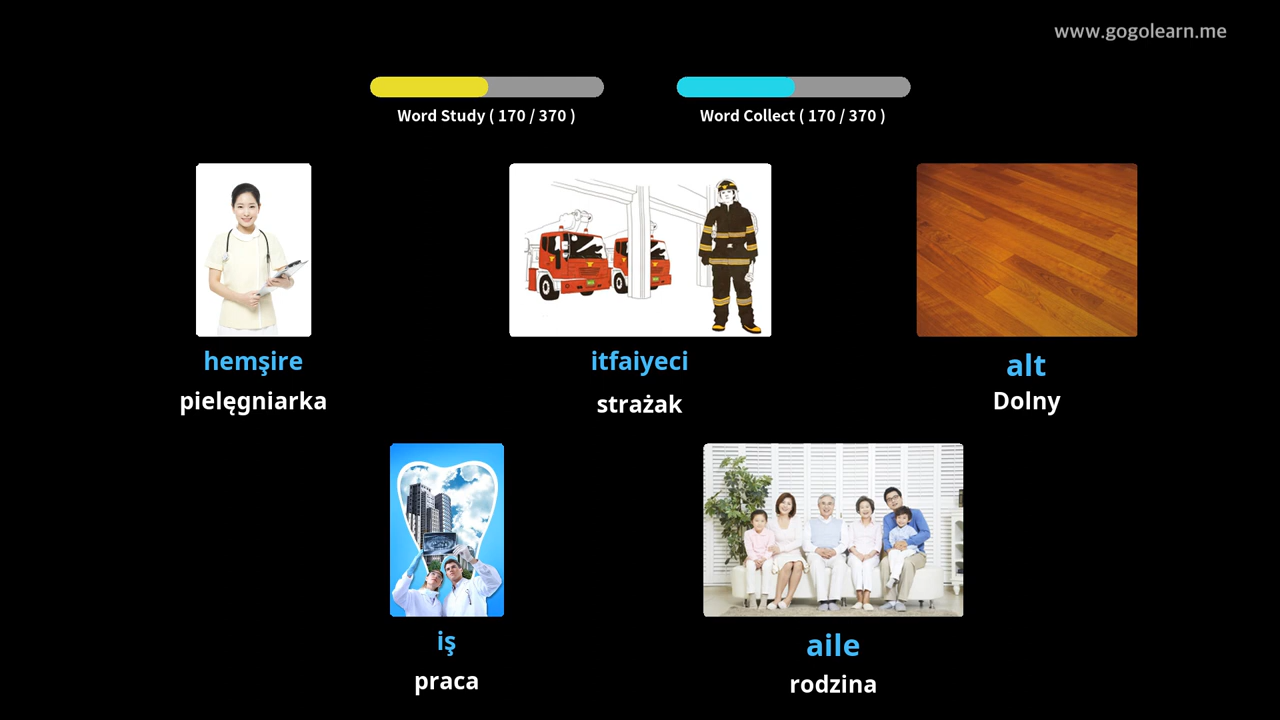 www.gogolearn.me
Word Study ( 170 / 370 )
Word Collect ( 170 / 370 )
hemşire
pielęgniarka
itfaiyeci
strażak
alt
Dolny
iş
praca
aile
rodzina